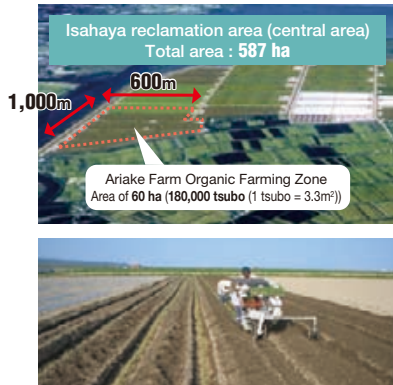 Isahaya reclamation area (central area)
Total area : 587 ha
600m
1,000m
Ariake Farm Organic Farming Zone
Area of 60 ha (180,000 tsubo (1 tsubo = 3.3m²))